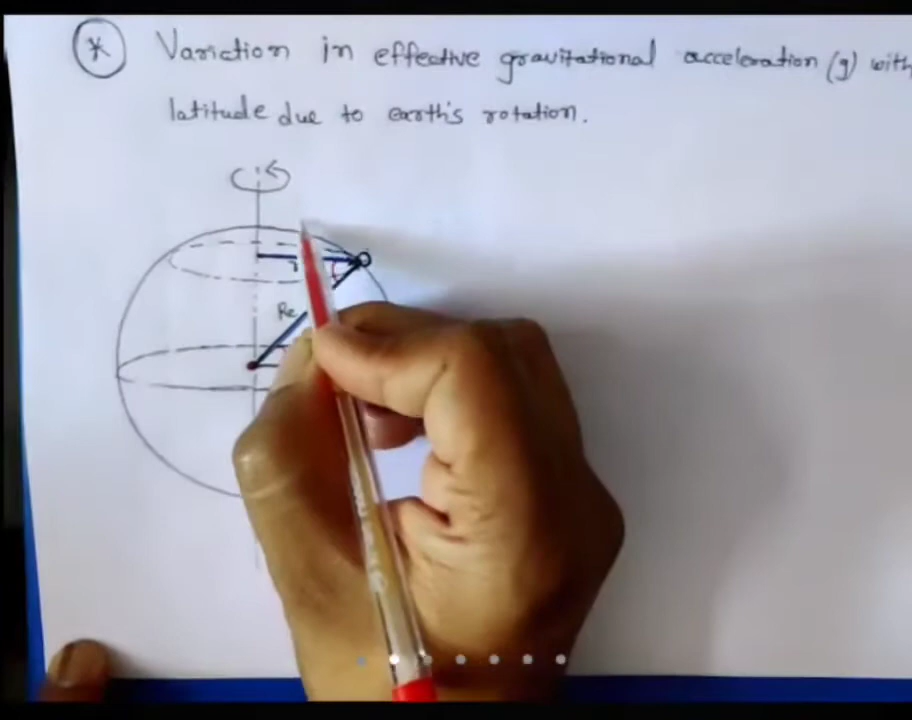 * Variation in effective gravitational acceleration (g) with
latitude due to earth's rotation.
r
Re